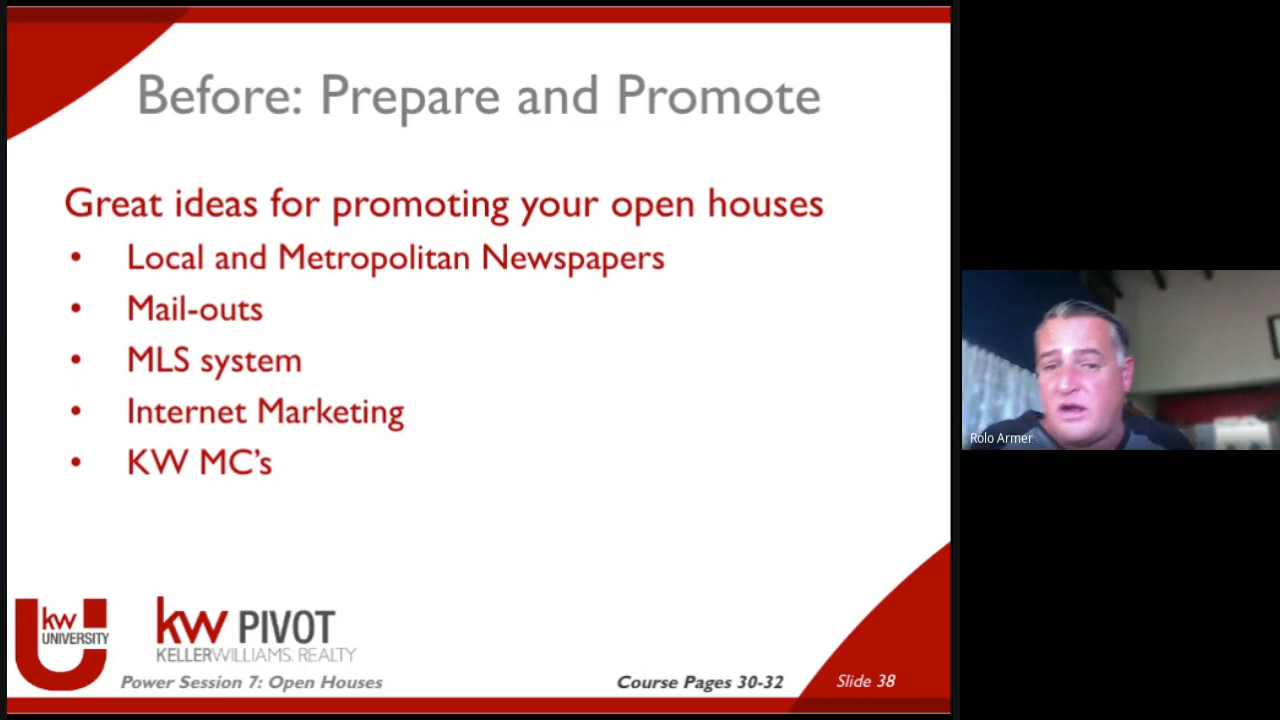 Before: Prepare and Promote
Great ideas for promoting your open houses
• Local and Metropolitan Newspapers
• Mail-outs
• MLS system
• Internet Marketing
• KW MC’s
kw
UNIVERSITY
kw PIVOT
KELLERWILLIAMS. REALTY
Power Session 7: Open Houses
Course Pages 30-32
Slide 38
Rolo Armer